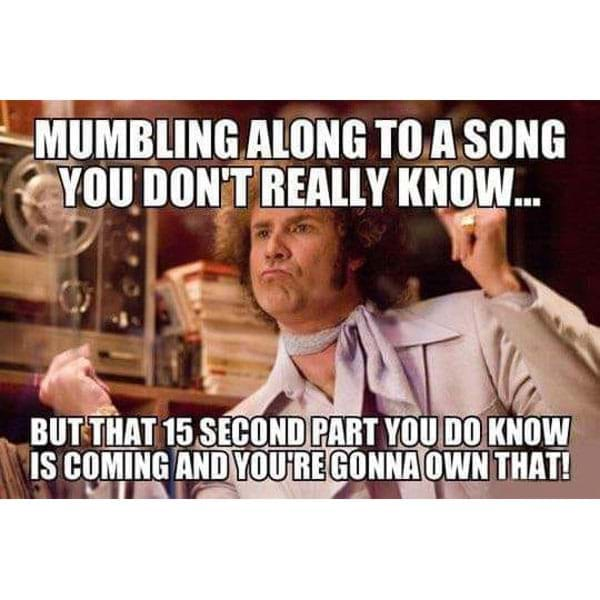 MUMBLING ALONG TO A SONG
YOU DON'T REALLY KNOW...
BUT THAT 15 SECOND PART YOU DO KNOW
IS COMING AND YOU'RE GONNA OWN THAT!